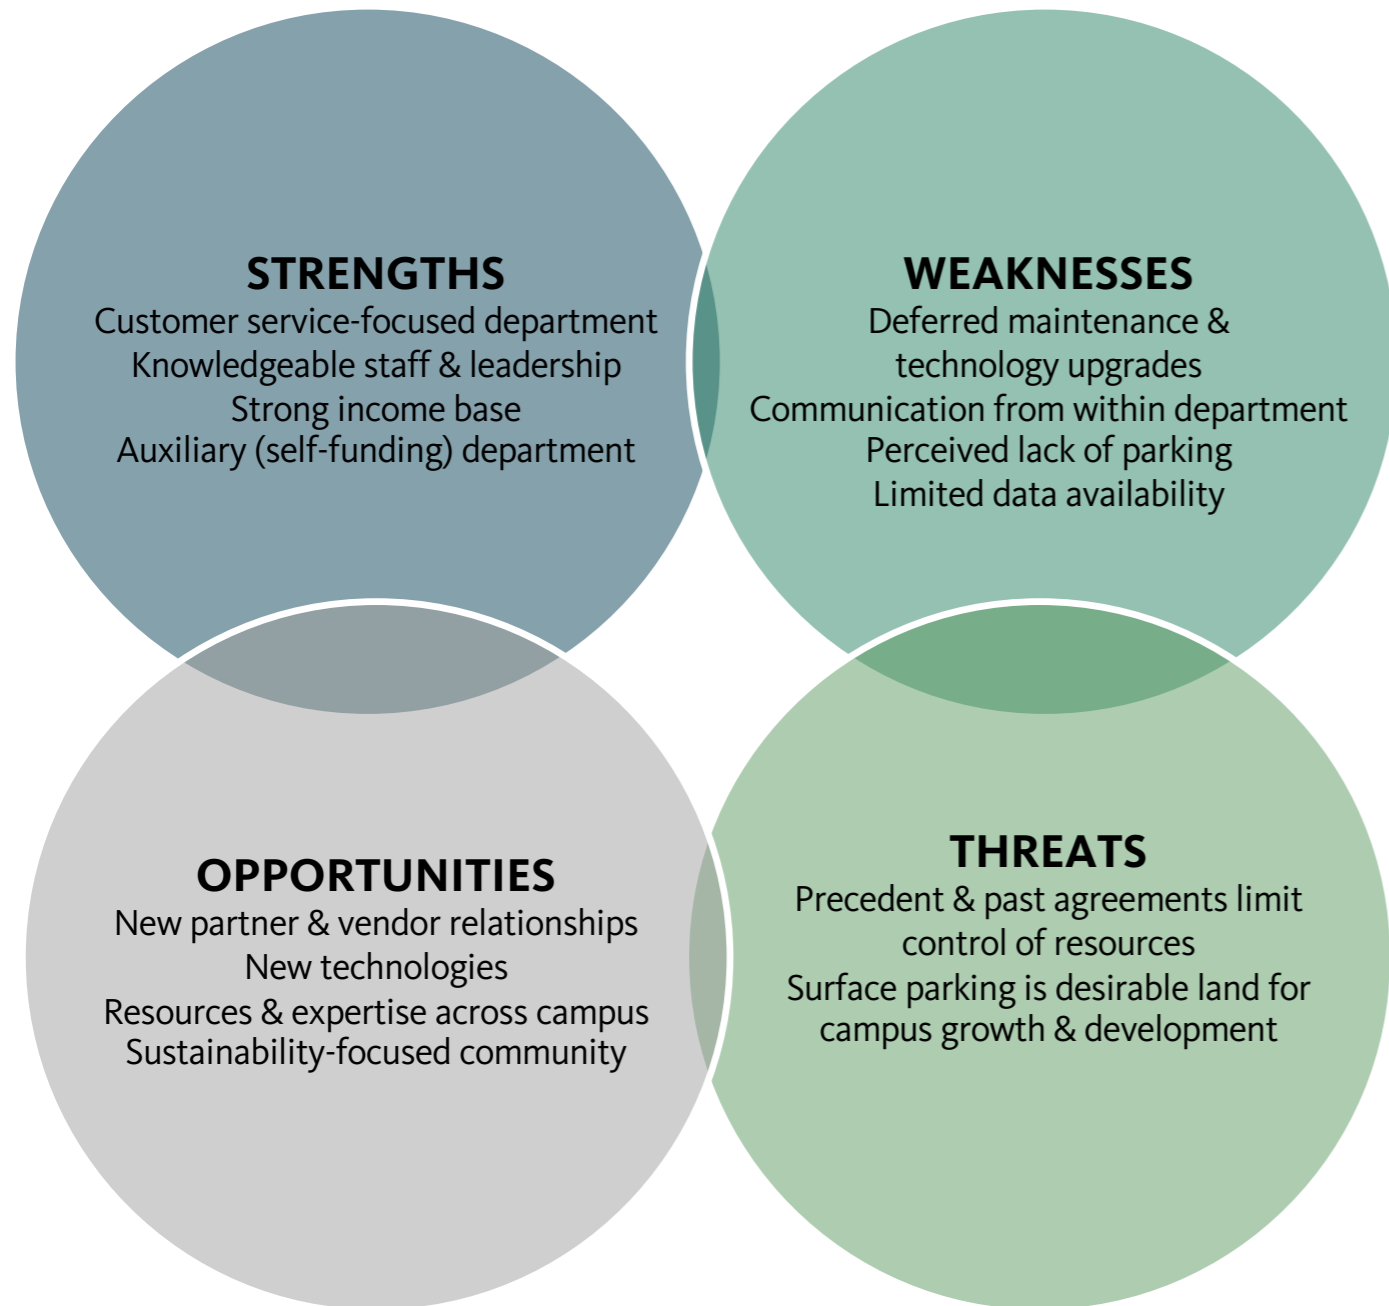 STRENGTHS
Customer service-focused department
Knowledgeable staff & leadership
Strong income base
Auxiliary (self-funding) department
WEAKNESSES
Deferred maintenance &
technology upgrades
Communication from within department
Perceived lack of parking
Limited data availability
OPPORTUNITIES
New partner & vendor relationships
New technologies
Resources & expertise across campus
Sustainability-focused community
THREATS
Precedent & past agreements limit
control of resources
Surface parking is desirable land for
campus growth & development